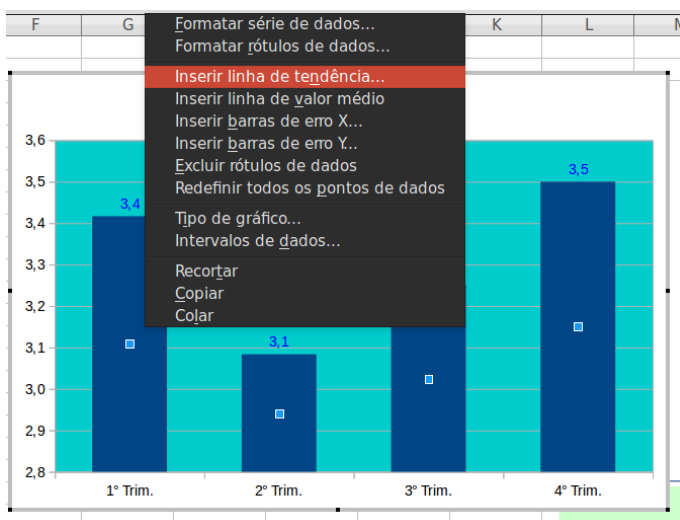 F G K L
Formatar série de dados...
Formatar rótulos de dados...
Inserir linha de tendência...
Inserir linha de valor médio
Inserir barras de erro X...
Inserir barras de erro Y...
Excluir rótulos de dados
Redefinir todos os pontos de dados
Tipo de gráfico...
Intervalos de dados...
Recortar
Copiar
Colar
3,6
3,5
3,4
3,3
3,2
3,1
3,0
2,9
2,8
3,4
3,1
3,5
1° Trim. 2° Trim. 3° Trim. 4° Trim.